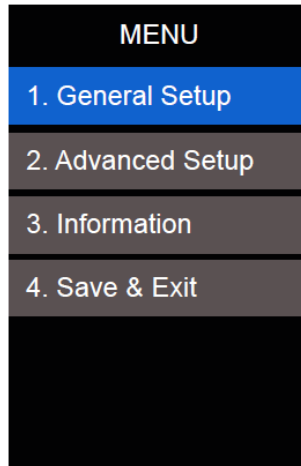 MENU
1. General Setup
2. Advanced Setup
3. Information
4. Save & Exit